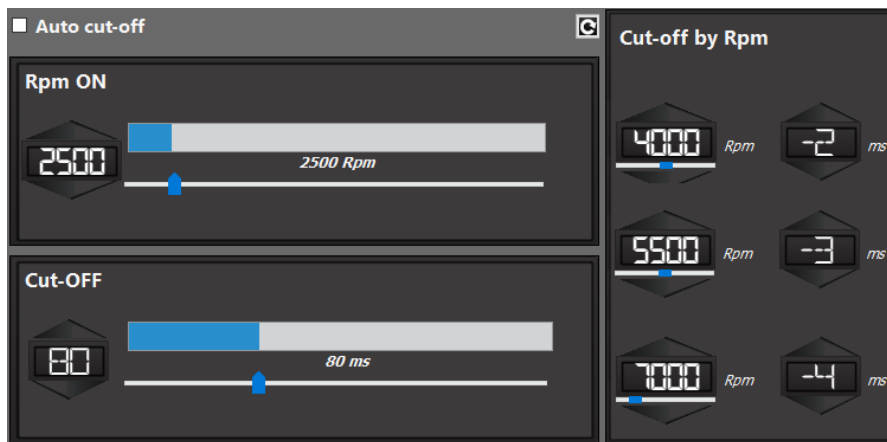 Auto cut-off
Rpm ON
2500
2500 Rpm
Cut-OFF
80
80 ms
Cut-off by Rpm
4000 Rpm -2 ms
5500 Rpm --3 ms
7000 Rpm -4 ms